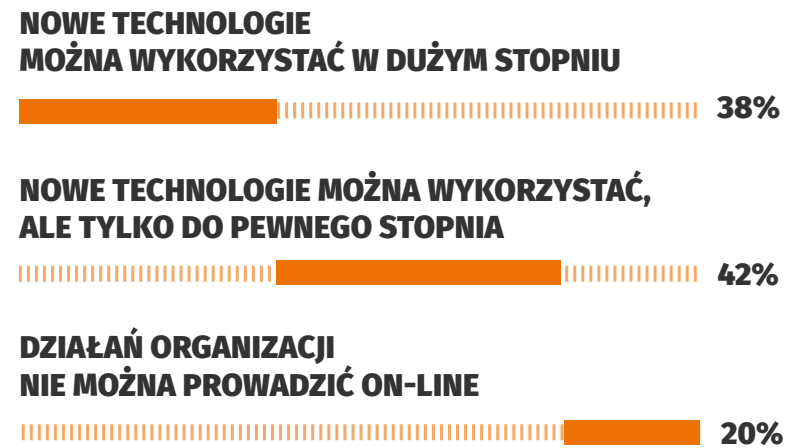 NOWE TECHNOLOGIE
MOŻNA WYKORZYSTAĆ W DUŻYM STOPNIU
38%
NOWE TECHNOLOGIE MOŻNA WYKORZYSTAĆ,
ALE TYLKO DO PEWNEGO STOPNIA
42%
DZIAŁAŃ ORGANIZACJI
NIE MOŻNA PROWADZIĆ ON-LINE
20%